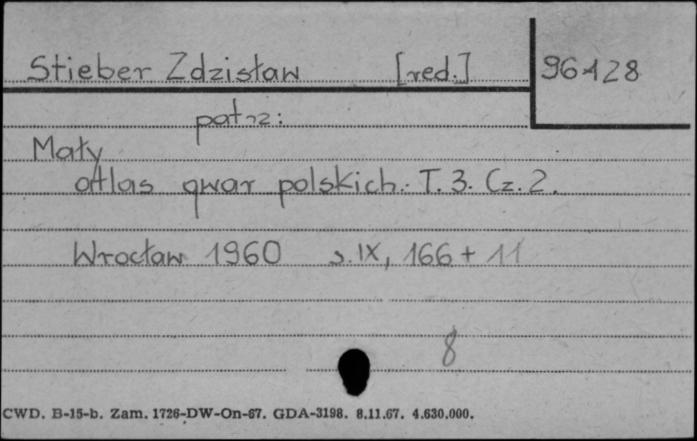 Stieber Zdzisław [red.] 96128
patrz:
Mały
atlas gwar polskich. T. 3. Cz. 2.
Wrocław 1960 s. IX, 166 + 11
8
CWD. B-15-b. Zam. 1726-DW-On-67. GDA-3198. 8.11.67. 4.630.000.